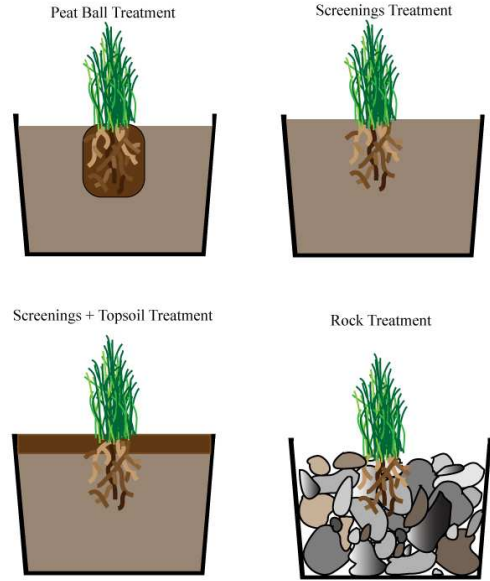 Peat Ball Treatment
Screenings Treatment
Screenings + Topsoil Treatment
Rock Treatment